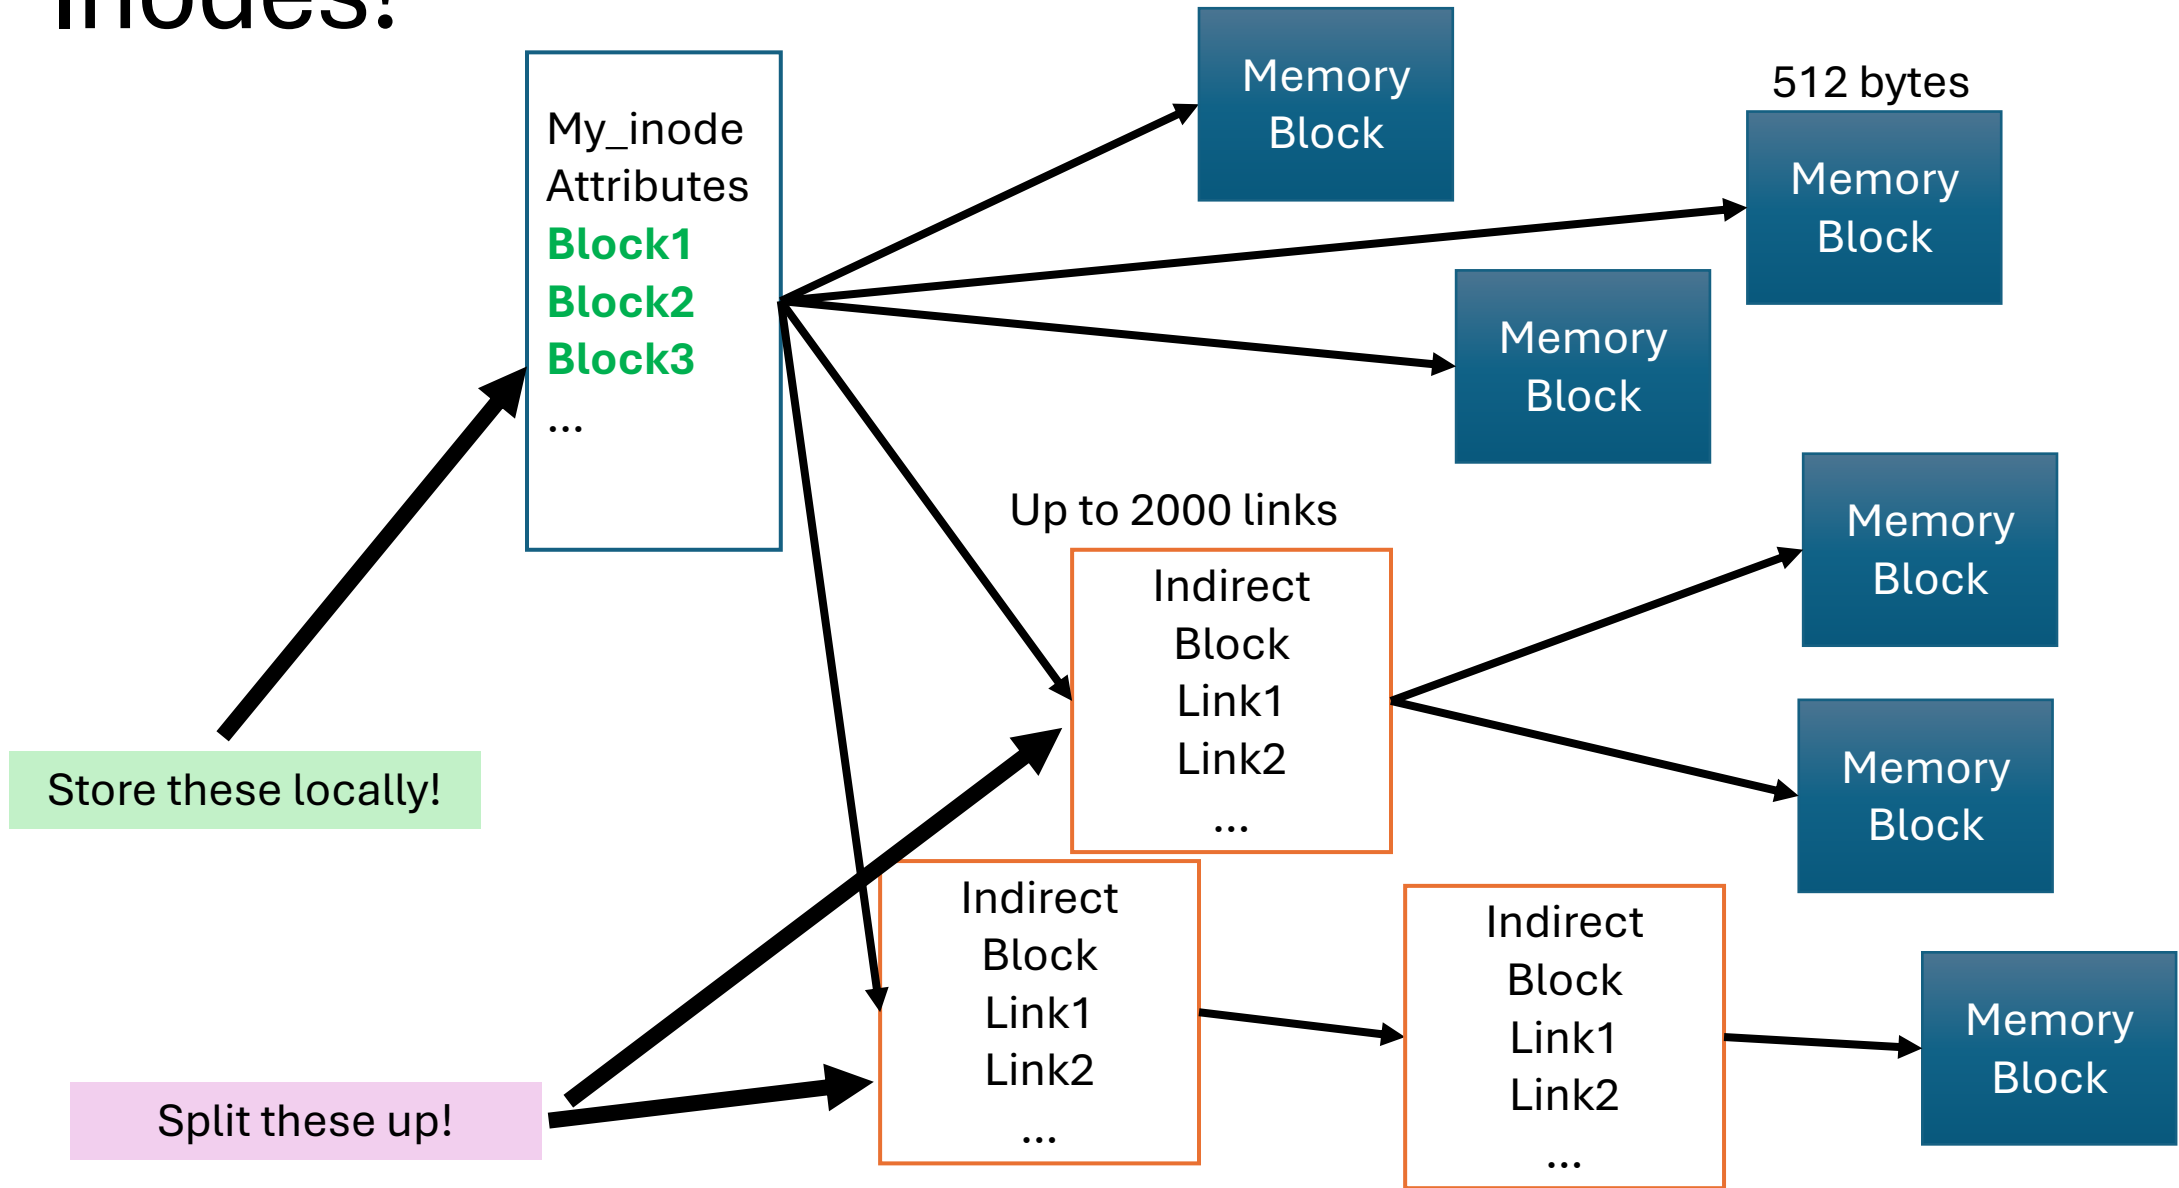 inodes!
My_inode
Attributes
Block1
Block2
Block3
...
Memory
Block
512 bytes
Memory
Block
Memory
Block
Up to 2000 links
Indirect
Block
Link1
Link2
...
Memory
Block
Memory
Block
Store these locally!
Indirect
Block
Link1
Link2
...
Indirect
Block
Link1
Link2
...
Memory
Block
Split these up!